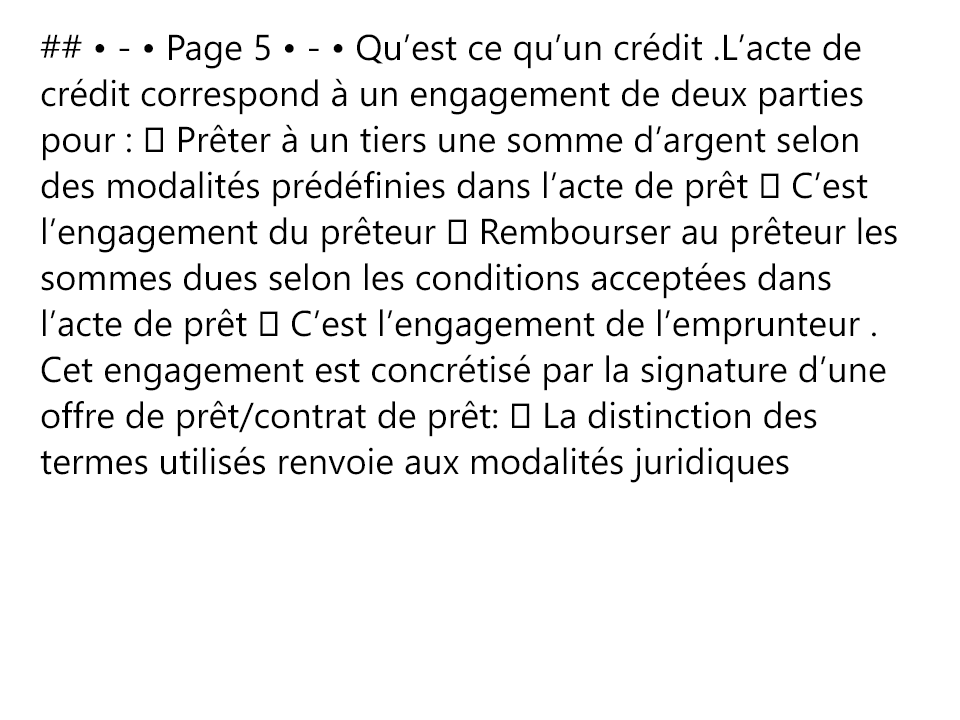 ## • - • Page 5 • - • Qu’est ce qu’un crédit .L’acte de
crédit correspond à un engagement de deux parties
pour : Prêter à un tiers une somme d’argent selon
des modalités prédéfinies dans l’acte de prêt C’est
l’engagement du prêteur Rembourser au prêteur les
sommes dues selon les conditions acceptées dans
l’acte de prêt C’est l’engagement de l’emprunteur .
Cet engagement est concrétisé par la signature d’une
offre de prêt/contrat de prêt: La distinction des
termes utilisés renvoie aux modalités juridiques